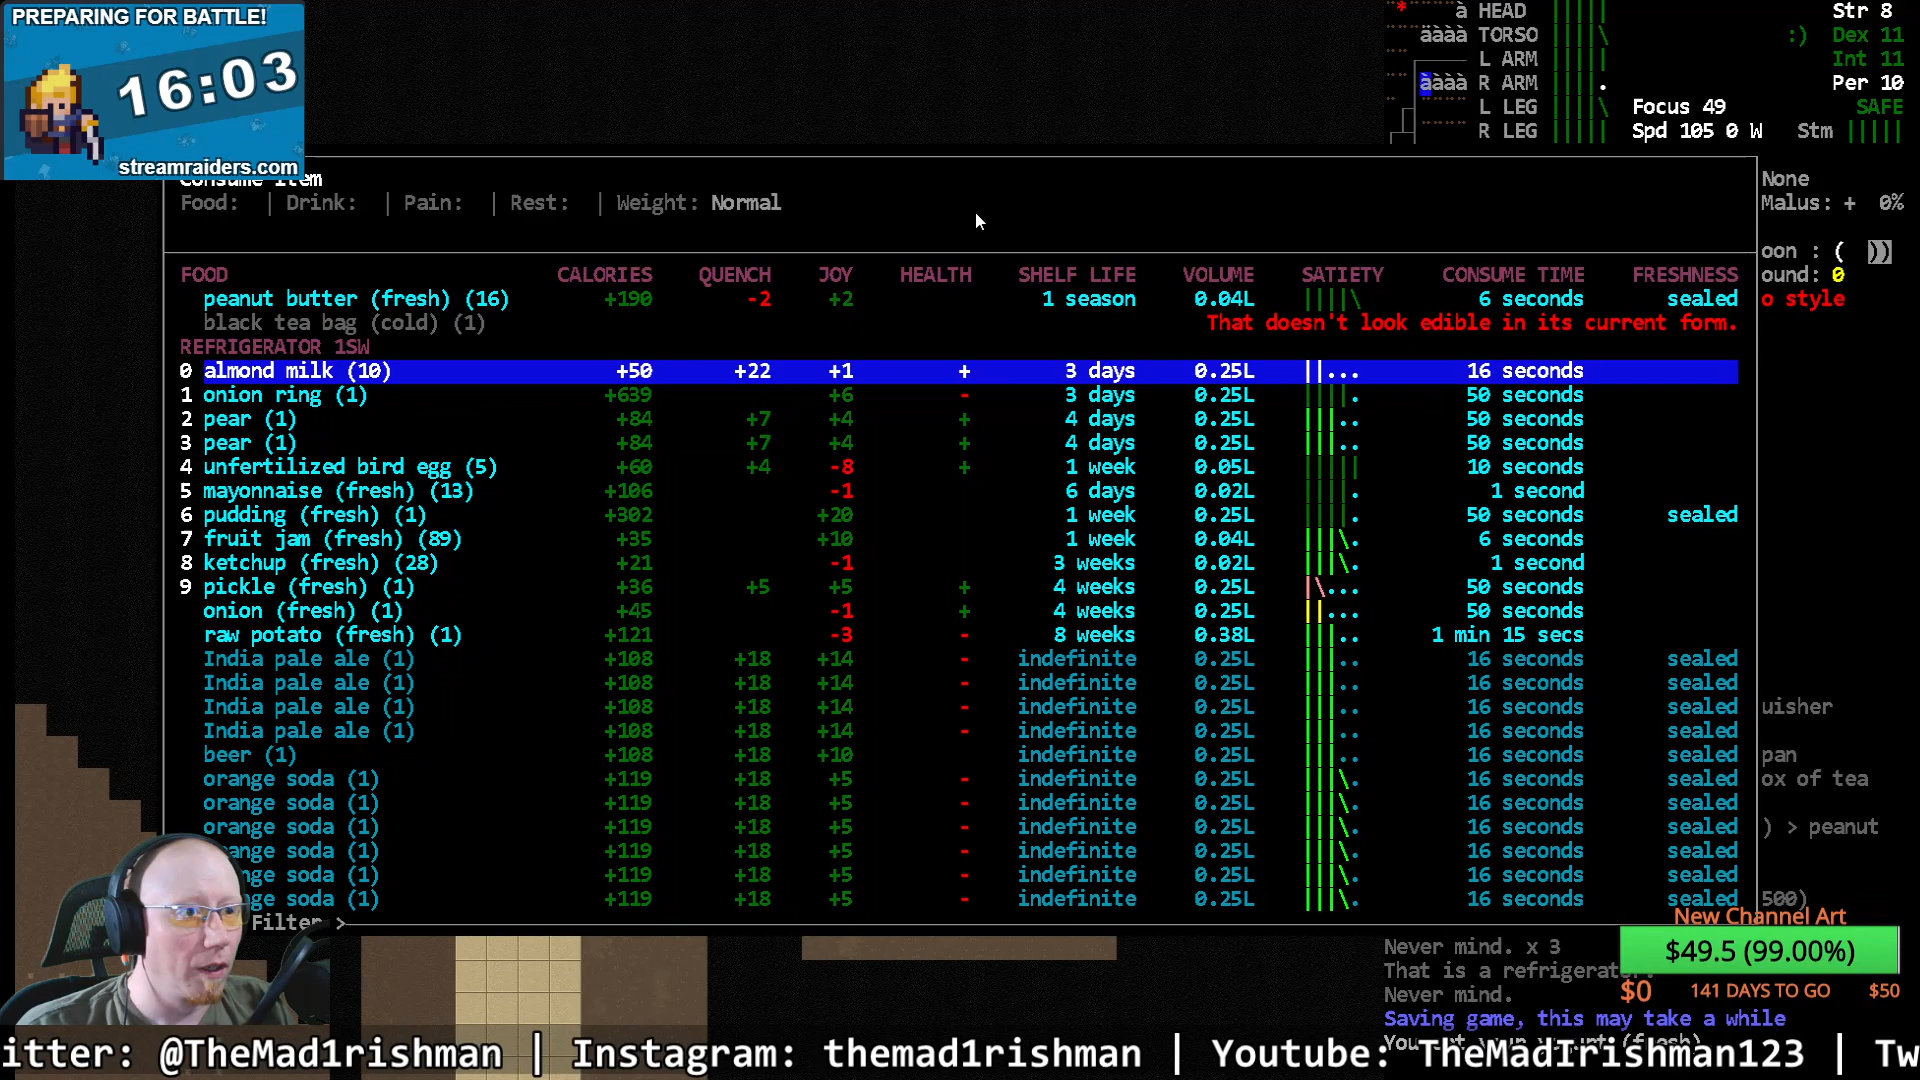 PREPARING FOR BATTLE!
16:03
streamraiders.com
* à HEAD ||||| Str 8
ääàà TORSO ||||\ :) Dex 11
L ARM Int 11
àààà R ARM ||||. Per 10
L LEG ||||\ Focus 49 SAFE
R LEG ||||| Spd 105 0 W Stm |||||
Consume item
Food: | Drink: | Pain: | Rest: | Weight: Normal
None
Malus: + 0%
oon : ( ))
ound: 0
o style
FOOD CALORIES QUENCH JOY HEALTH SHELF LIFE VOLUME SATIETY CONSUME TIME FRESHNESS
peanut butter (fresh) (16) +190 -2 +2 1 season 0.04L ||||\ 6 seconds sealed
black tea bag (cold) (1) That doesn't look edible in its current form.
REFRIGERATOR 1SW
0 almond milk (10) +50 +22 +1 + 3 days 0.25L ||... 16 seconds
1 onion ring (1) +639 +6 - 3 days 0.25L ||||. 50 seconds
2 pear (1) +84 +7 +4 + 4 days 0.25L |||.. 50 seconds
3 pear (1) +84 +7 +4 + 4 days 0.25L |||.. 50 seconds
4 unfertilized bird egg (5) +60 +4 -8 + 1 week 0.05L ||||| 10 seconds
5 mayonnaise (fresh) (13) +106 -1 6 days 0.02L ||||. 1 second
6 pudding (fresh) (1) +302 +20 1 week 0.25L ||||. 50 seconds sealed
7 fruit jam (fresh) (89) +35 +10 1 week 0.04L |||\. 6 seconds
8 ketchup (fresh) (28) +21 -1 3 weeks 0.02L |||\. 1 second
9 pickle (fresh) (1) +36 +5 +5 + 4 weeks 0.25L |\... 50 seconds
onion (fresh) (1) +45 -1 + 4 weeks 0.25L ||... 50 seconds
raw potato (fresh) (1) +121 -3 - 8 weeks 0.38L |||.. 1 min 15 secs
India pale ale (1) +108 +18 +14 - indefinite 0.25L |||.. 16 seconds sealed
India pale ale (1) +108 +18 +14 - indefinite 0.25L |||.. 16 seconds sealed
India pale ale (1) +108 +18 +14 - indefinite 0.25L |||.. 16 seconds sealed
India pale ale (1) +108 +18 +14 - indefinite 0.25L |||.. 16 seconds sealed
beer (1) +108 +18 +10 indefinite 0.25L |||.. 16 seconds sealed
orange soda (1) +119 +18 +5 - indefinite 0.25L |||\. 16 seconds sealed
orange soda (1) +119 +18 +5 - indefinite 0.25L |||\. 16 seconds sealed
orange soda (1) +119 +18 +5 - indefinite 0.25L |||\. 16 seconds sealed
nge soda (1) +119 +18 +5 - indefinite 0.25L |||\. 16 seconds sealed
nge soda (1) +119 +18 +5 - indefinite 0.25L |||\. 16 seconds sealed
ge soda (1) +119 +18 +5 - indefinite 0.25L |||\. 16 seconds sealed
Filter >
uisher
pan
ox of tea
) > peanut
500)
New Channel Art
$49.5 (99.00%)
$0 141 DAYS TO GO $50
Never mind. x 3
That is a refrigerato
Never mind.
Saving game, this may take a while
itter: @TheMad1rishman | Instagram: themad1rishman | Youtube: TheMadIrishman123 | Tw